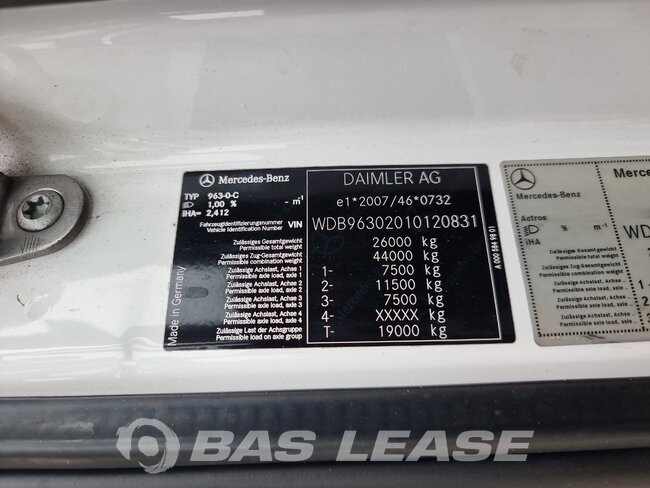 Mercedes-Benz
DAIMLER AG
TYP 963-0-C
1,00 % - m⁻¹
e1*2007/46*0732
IHA= 2,412
Fahrzeugidentifizierungsnummer
Vehicle Identification Number VIN WDB96302010120831
Zulässiges Gesamtgewicht
Permissible total weight 26000 kg
Zulässiges Zug-Gesamtgewicht
Permissible combination weight 44000 kg
Zulässige Achslast, Achse 1
Permissible axle load, axle 1 1- 7500 kg
Zulässige Achslast, Achse 2
Permissible axle load, axle 2 2- 11500 kg
Zulässige Achslast, Achse 3
Permissible axle load, axle 3 3- 7500 kg
Zulässige Achslast, Achse 4
Permissible axle load, axle 4 4- XXXXX kg
Zulässige Last der Achsgruppe
Permissible load on axle group T- 19000 kg
Made in Germany
A 000 584 98 01
Mercedes-Benz
Actros
% m⁻¹
IHA
WD
Zulässiges Gesamtgewicht
Permissible total weight
Zulässiges Zug-Gesamtgewicht
Permissible combination weight
BAS LEASE